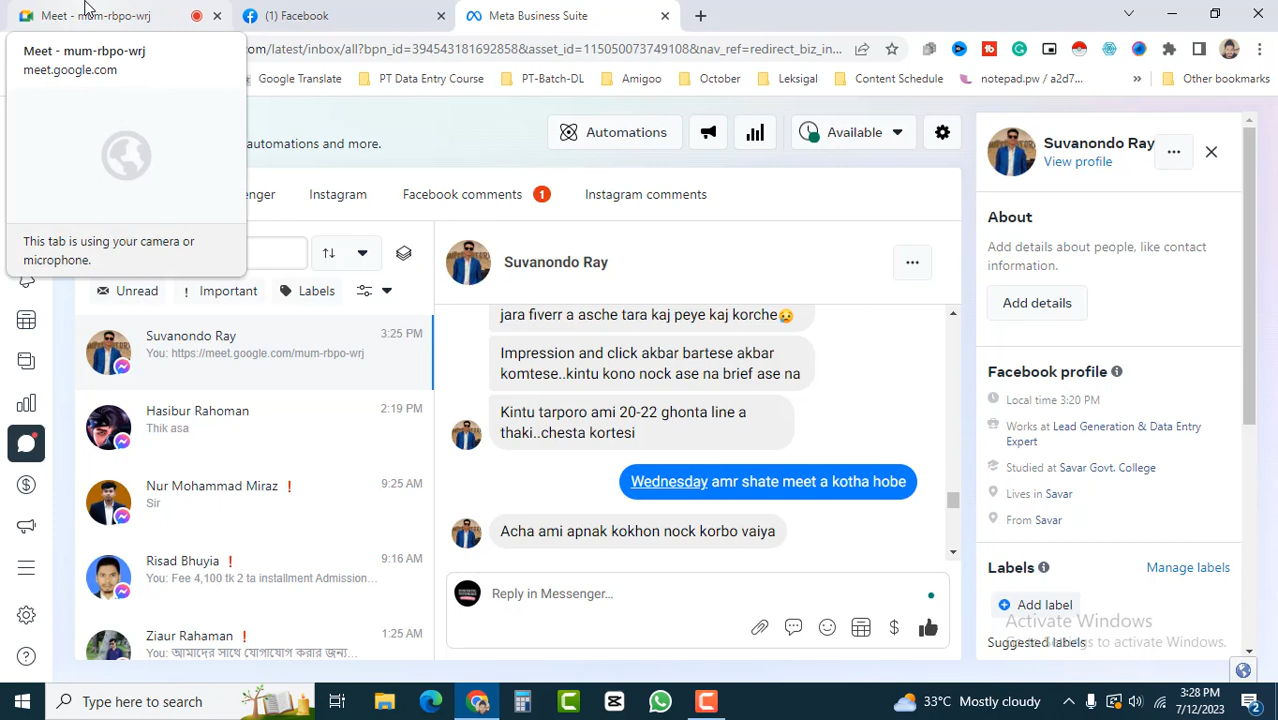 Meet - mum-rbpo-wrj
Facebook
Meta Business Suite
Meet - mum-rbpo-wrj
meet.google.com
This tab is using your camera or
microphone.
om/latest/inbox/all?bpn_id=394543181692858&asset_id=115050073749108&nav_ref=redirect_biz_in...
Google Translate
PT Data Entry Course
PT-Batch-DL
Amigoo
October
Leksigal
Content Schedule
notepad.pw / a2d7...
»
Other bookmarks
automations and more.
Automations
Available
enger
Instagram
Facebook comments 1
Instagram comments
Unread
! Important
Labels
Suvanondo Ray
3:25 PM
You: https://meet.google.com/mum-rbpo-wrj
Hasibur Rahoman
2:19 PM
Thik asa
Nur Mohammad Miraz !
9:25 AM
Sir
Risad Bhuyia !
9:16 AM
You: Fee 4,100 tk 2 ta installment Admission...
Ziaur Rahaman !
1:25 AM
You: আমাদের সাথে যোগাযোগ করার জন্য...
Suvanondo Ray
jara fiverr a asche tara kaj peye kaj korche😥
Impression and click akbar bartese akbar
komtese..kintu kono nock ase na brief ase na
Kintu tarporo ami 20-22 ghonta line a
thaki..chesta kortesi
Wednesday amr shate meet a kotha hobe
Acha ami apnak kokhon nock korbo vaiya
Reply in Messenger...
Suvanondo Ray
View profile
About
Add details about people, like contact
information.
Add details
Facebook profile
Local time 3:20 PM
Works at Lead Generation & Data Entry
Expert
Studied at Savar Govt. College
Lives in Savar
From Savar
Labels
Manage labels
Add label
Activate Windows
Go to Settings to activate Windows.
Suggested Labels
Type here to search
33°C Mostly cloudy
3:28 PM
7/12/2023
2